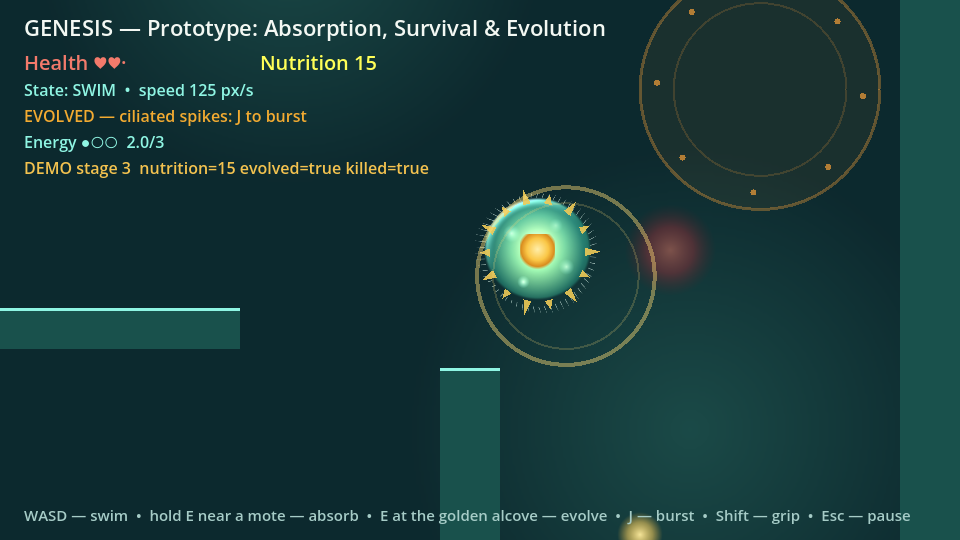 GENESIS — Prototype: Absorption, Survival & Evolution
Health ♥♥· Nutrition 15
State: SWIM • speed 125 px/s
EVOLVED — ciliated spikes: J to burst
Energy ●○○ 2.0/3
DEMO stage 3 nutrition=15 evolved=true killed=true
WASD — swim • hold E near a mote — absorb • E at the golden alcove — evolve • J — burst • Shift — grip • Esc — pause